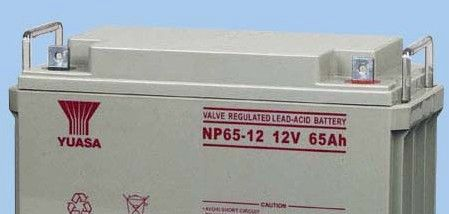 YUASA
VALVE REGULATED LEAD-ACID BATTERY
NP65-12 12V 65Ah
CAUTION